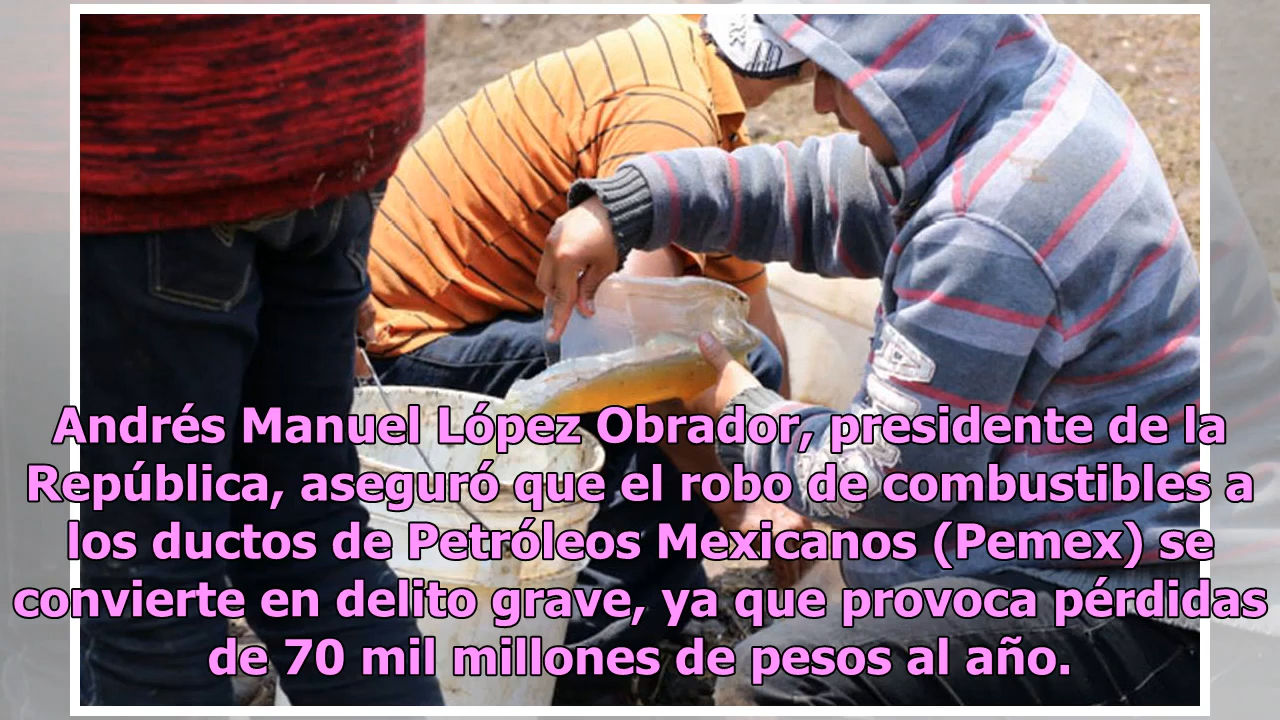 Andrés Manuel López Obrador, presidente de la
República, aseguró que el robo de combustibles a
los ductos de Petróleos Mexicanos (Pemex) se
convierte en delito grave, ya que provoca pérdidas
de 70 mil millones de pesos al año.